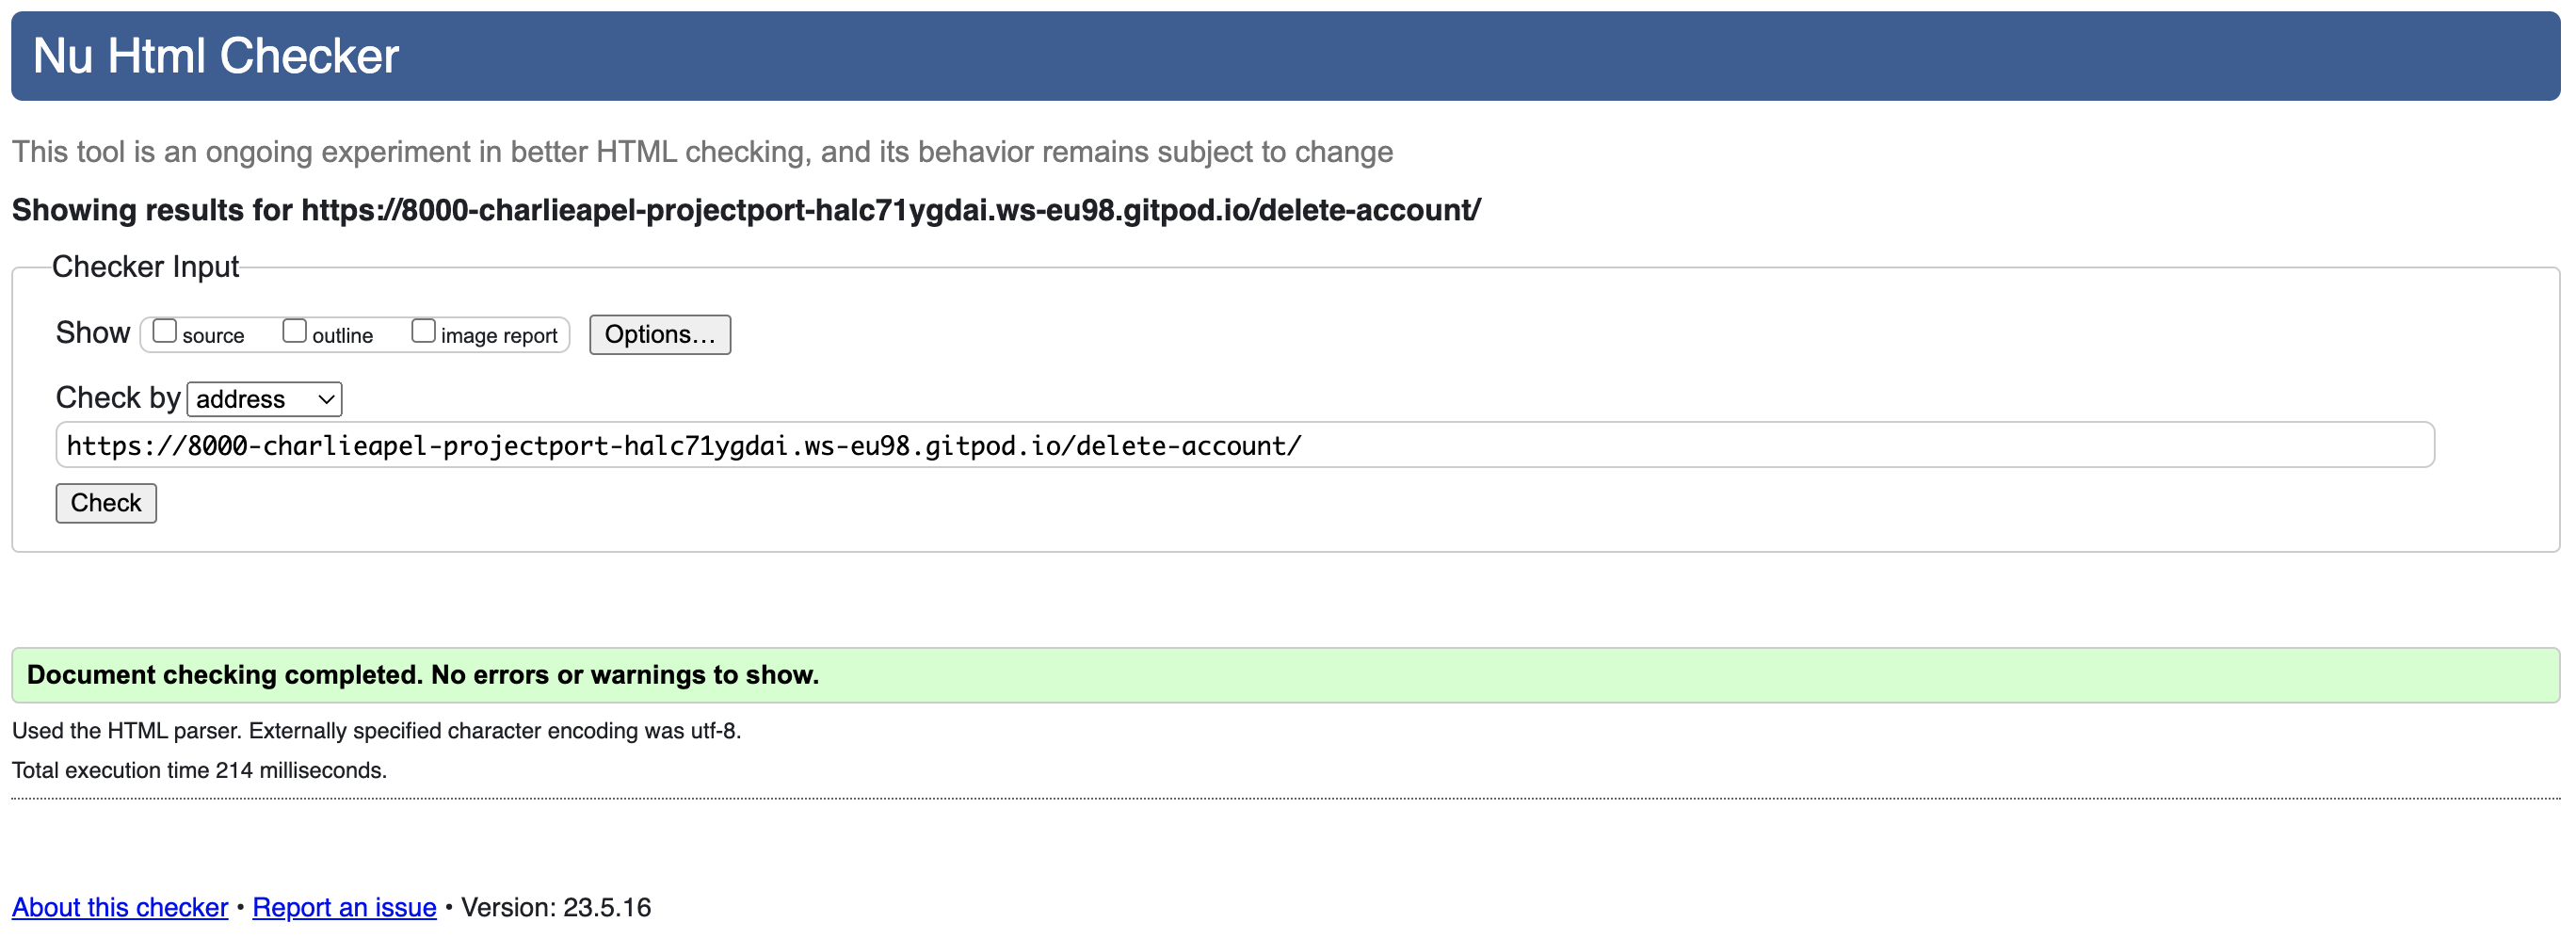 Nu Html Checker
This tool is an ongoing experiment in better HTML checking, and its behavior remains subject to change
Showing results for https://8000-charlieapel-projectport-halc71ygdai.ws-eu98.gitpod.io/delete-account/
Checker Input
Show source outline image report Options...
Check by address
https://8000-charlieapel-projectport-halc71ygdai.ws-eu98.gitpod.io/delete-account/
Check
Document checking completed. No errors or warnings to show.
Used the HTML parser. Externally specified character encoding was utf-8.
Total execution time 214 milliseconds.
About this checker • Report an issue • Version: 23.5.16